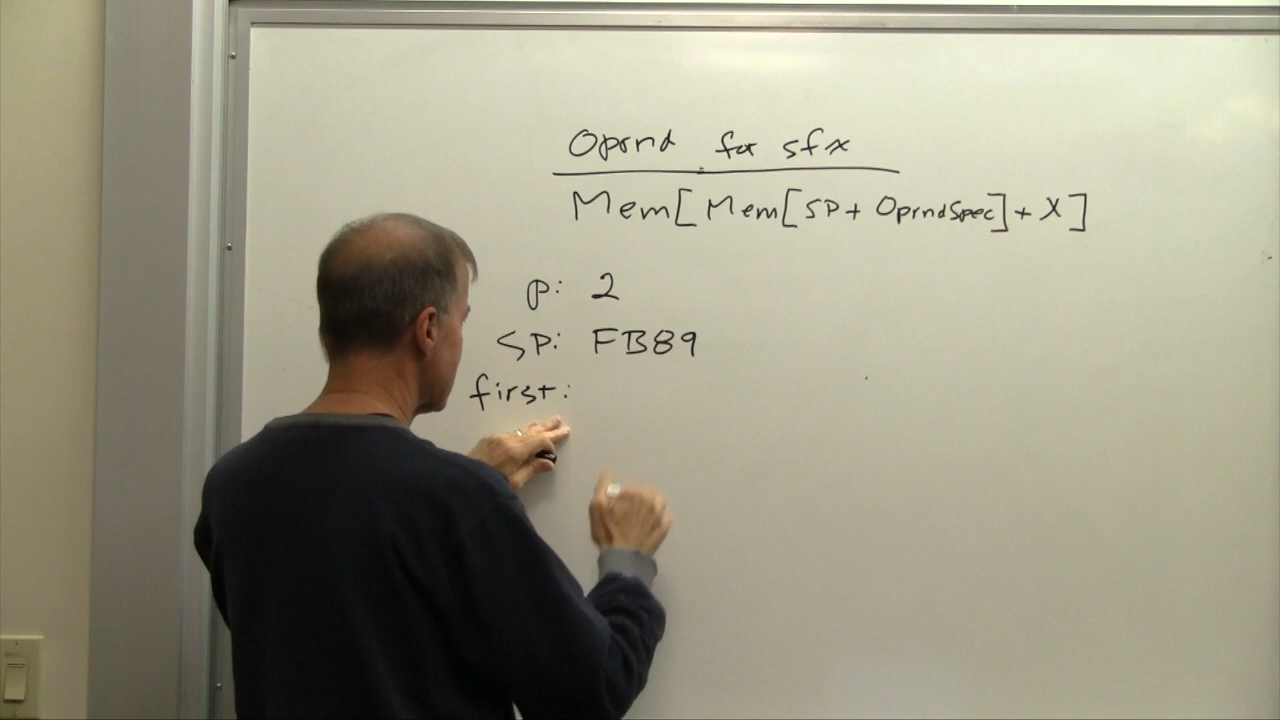 Oprnd for sfx
Mem[Mem[SP+OprndSpec]+X]
p: 2
SP: FB89
first: